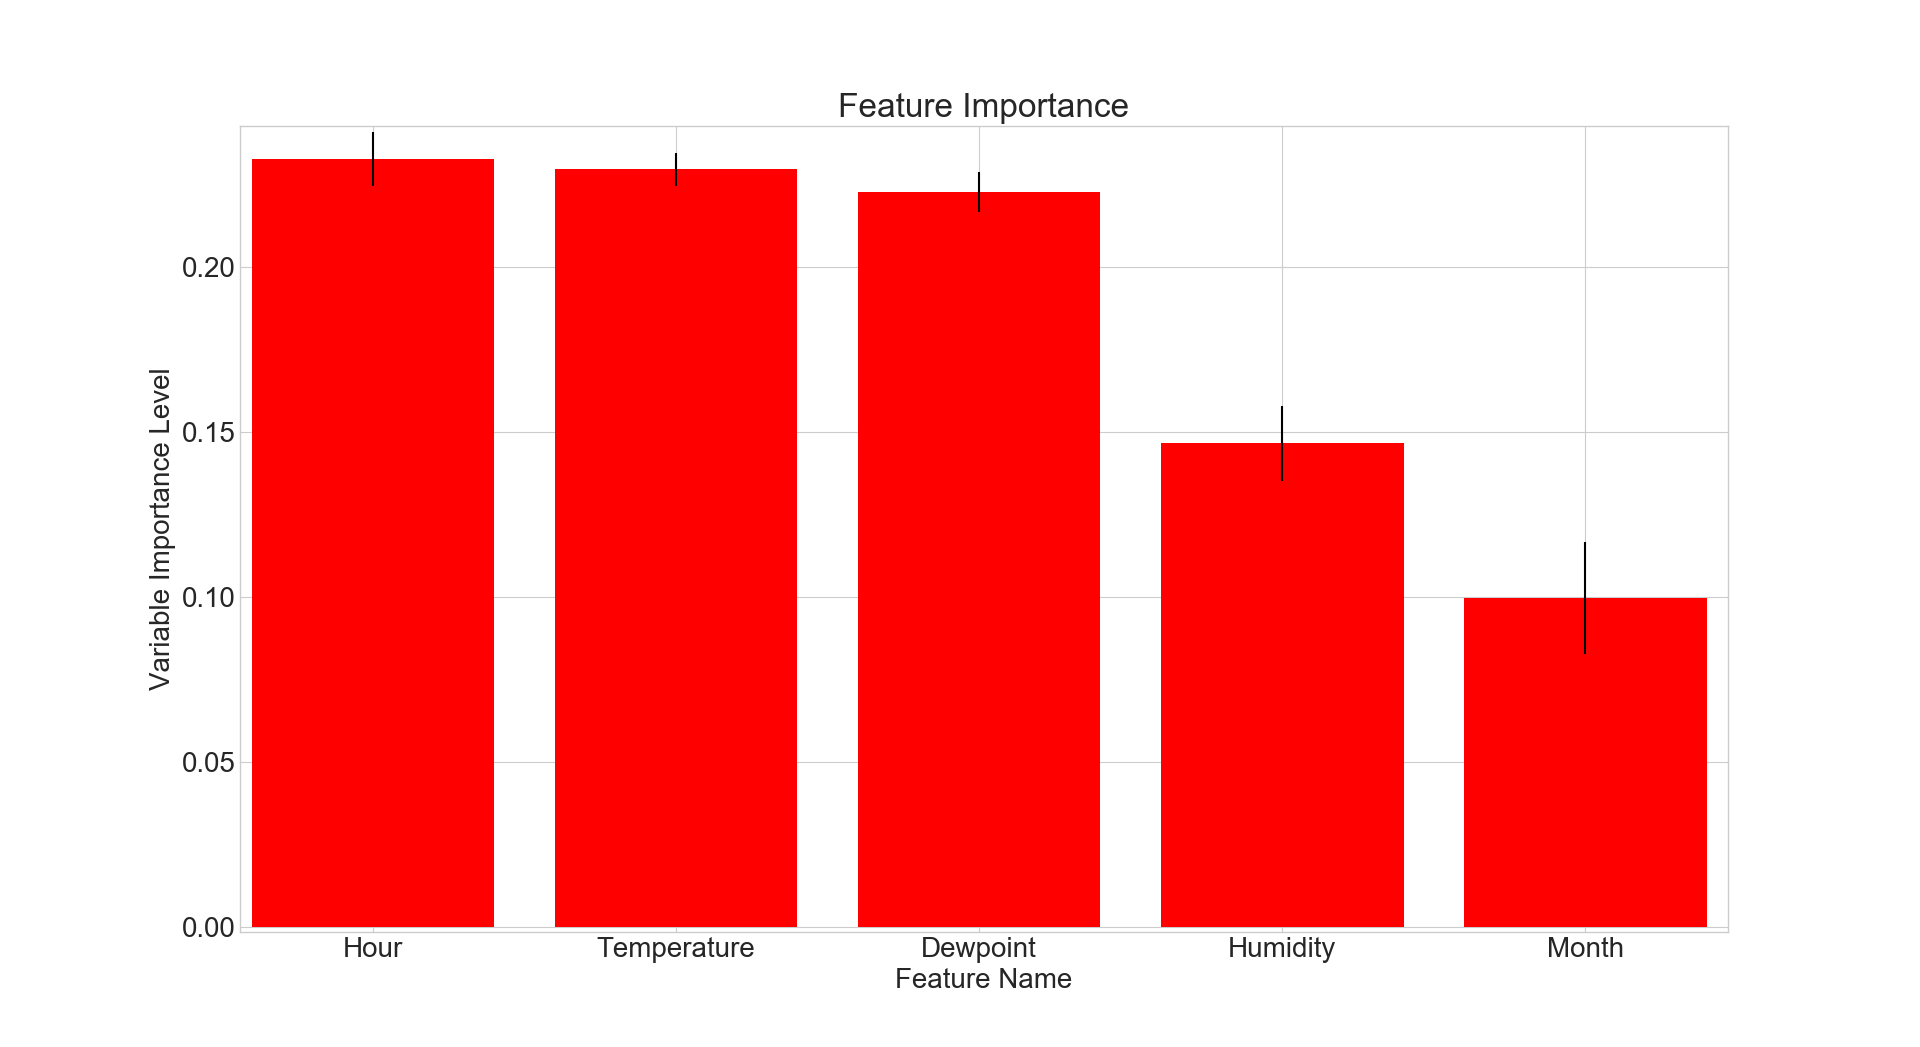 Feature Importance
Variable Importance Level
0.20
0.15
0.10
0.05
0.00
Hour Temperature Dewpoint Humidity Month
Feature Name